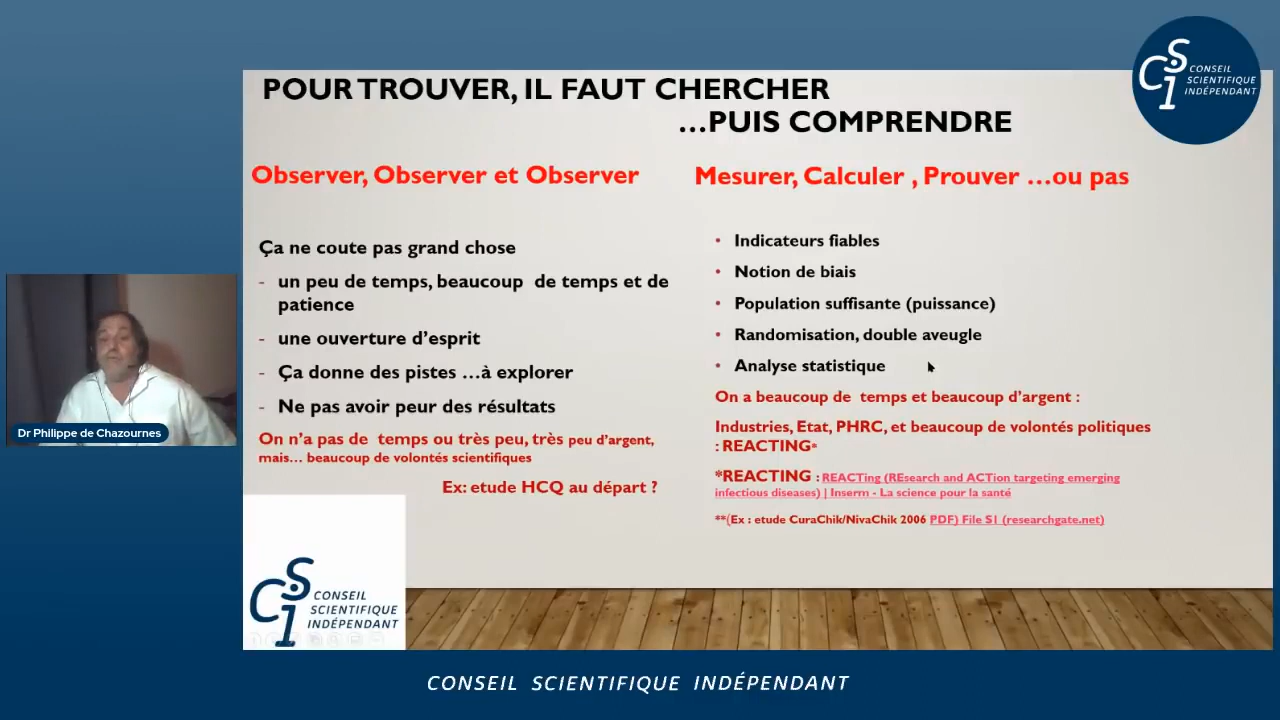 POUR TROUVER, IL FAUT CHERCHER
…PUIS COMPRENDRE
CSI CONSEIL
SCIENTIFIQUE
INDÉPENDANT
Observer, Observer et Observer
Ça ne coute pas grand chose
- un peu de temps, beaucoup de temps et de
patience
- une ouverture d’esprit
- Ça donne des pistes …à explorer
- Ne pas avoir peur des résultats
On n’a pas de temps ou très peu, très peu d’argent,
mais… beaucoup de volontés scientifiques
Ex: etude HCQ au départ ?
Mesurer, Calculer , Prouver …ou pas
• Indicateurs fiables
• Notion de biais
• Population suffisante (puissance)
• Randomisation, double aveugle
• Analyse statistique
On a beaucoup de temps et beaucoup d’argent :
Industries, Etat, PHRC, et beaucoup de volontés politiques
: REACTING*
*REACTING : REACTing (REsearch and ACTion targeting emerging
infectious diseases) | Inserm - La science pour la santé
**(Ex : etude CuraChik/NivaChik 2006 PDF) File S1 (researchgate.net)
Dr Philippe de Chazournes
CSI CONSEIL
SCIENTIFIQUE
INDÉPENDANT
CONSEIL SCIENTIFIQUE INDÉPENDANT